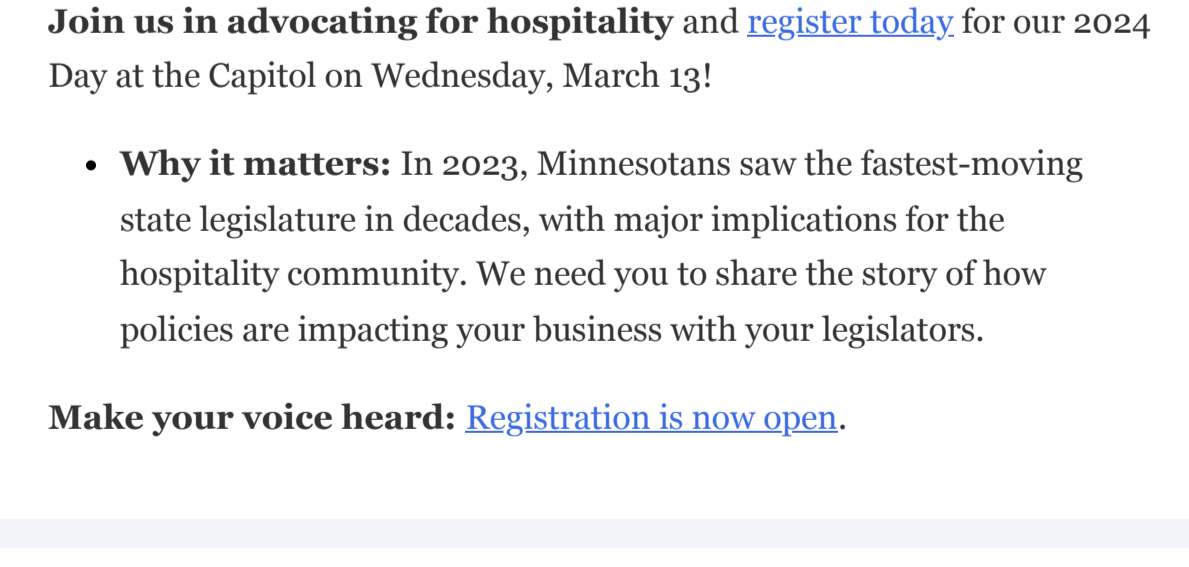 Join us in advocating for hospitality and register today for our 2024
Day at the Capitol on Wednesday, March 13!
• Why it matters: In 2023, Minnesotans saw the fastest-moving
state legislature in decades, with major implications for the
hospitality community. We need you to share the story of how
policies are impacting your business with your legislators.
Make your voice heard: Registration is now open.